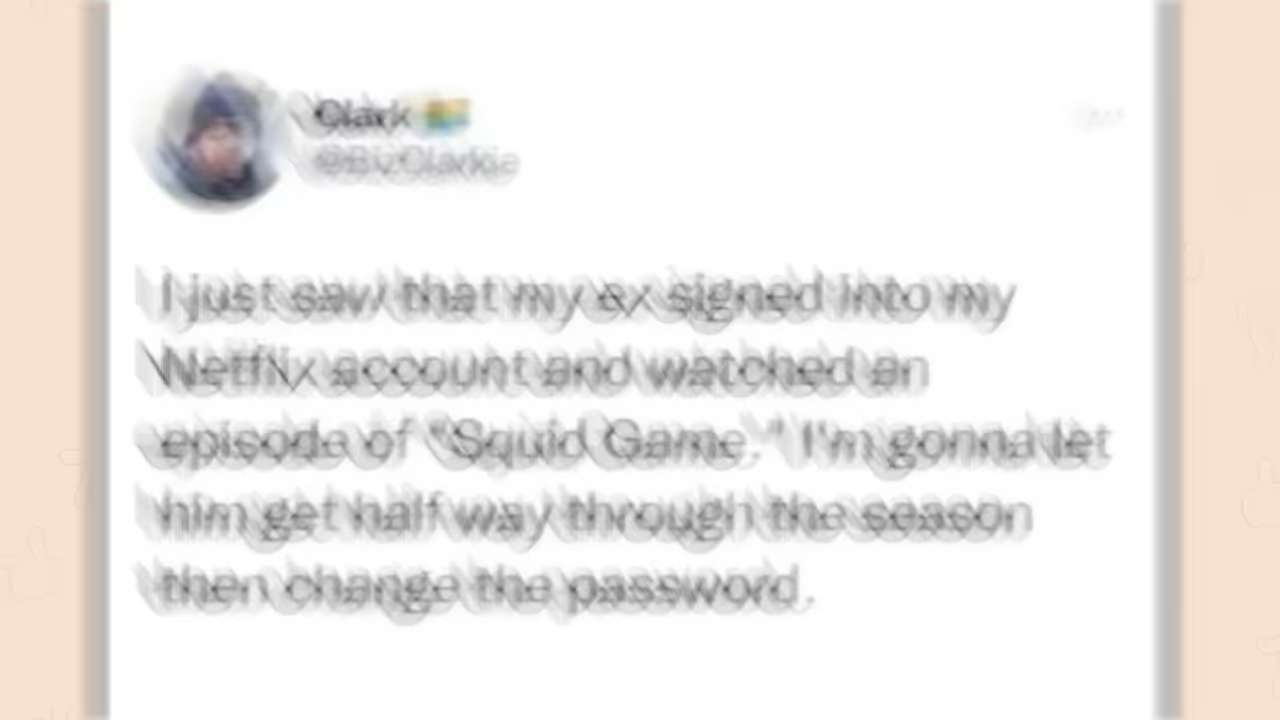 Clark
@BizClarkie
I just saw that my ex signed into my
Netflix account and watched an
episode of "Squid Game." I'm gonna let
him get half way through the season
then change the password.